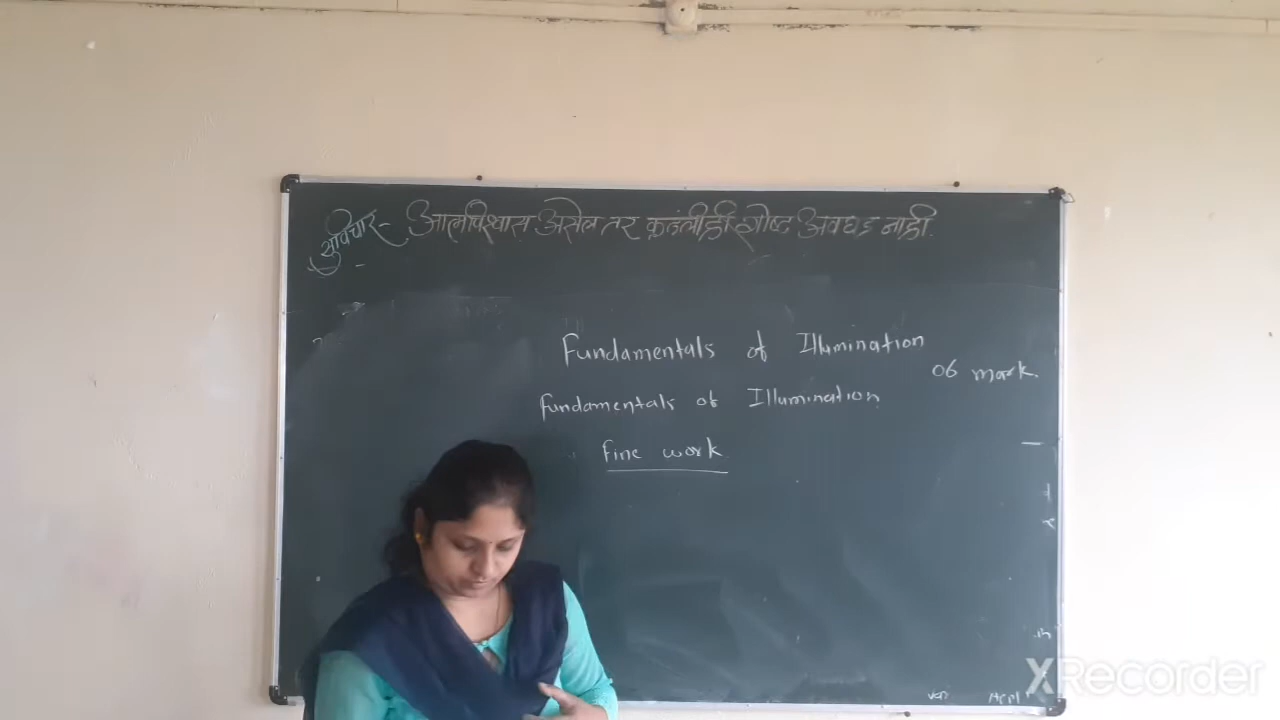 सुविचार - आत्मविश्वास असेल तर कुठलीही गोष्ट अवघड नाही.
Fundamentals of Illumination
06 mark.
fundamentals of Illumination
fine work
XRecorder